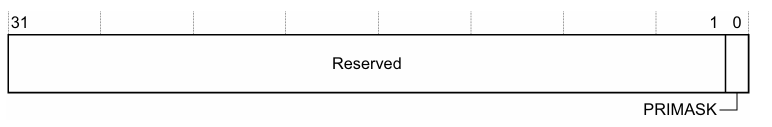 31 1 0
Reserved
PRIMASK